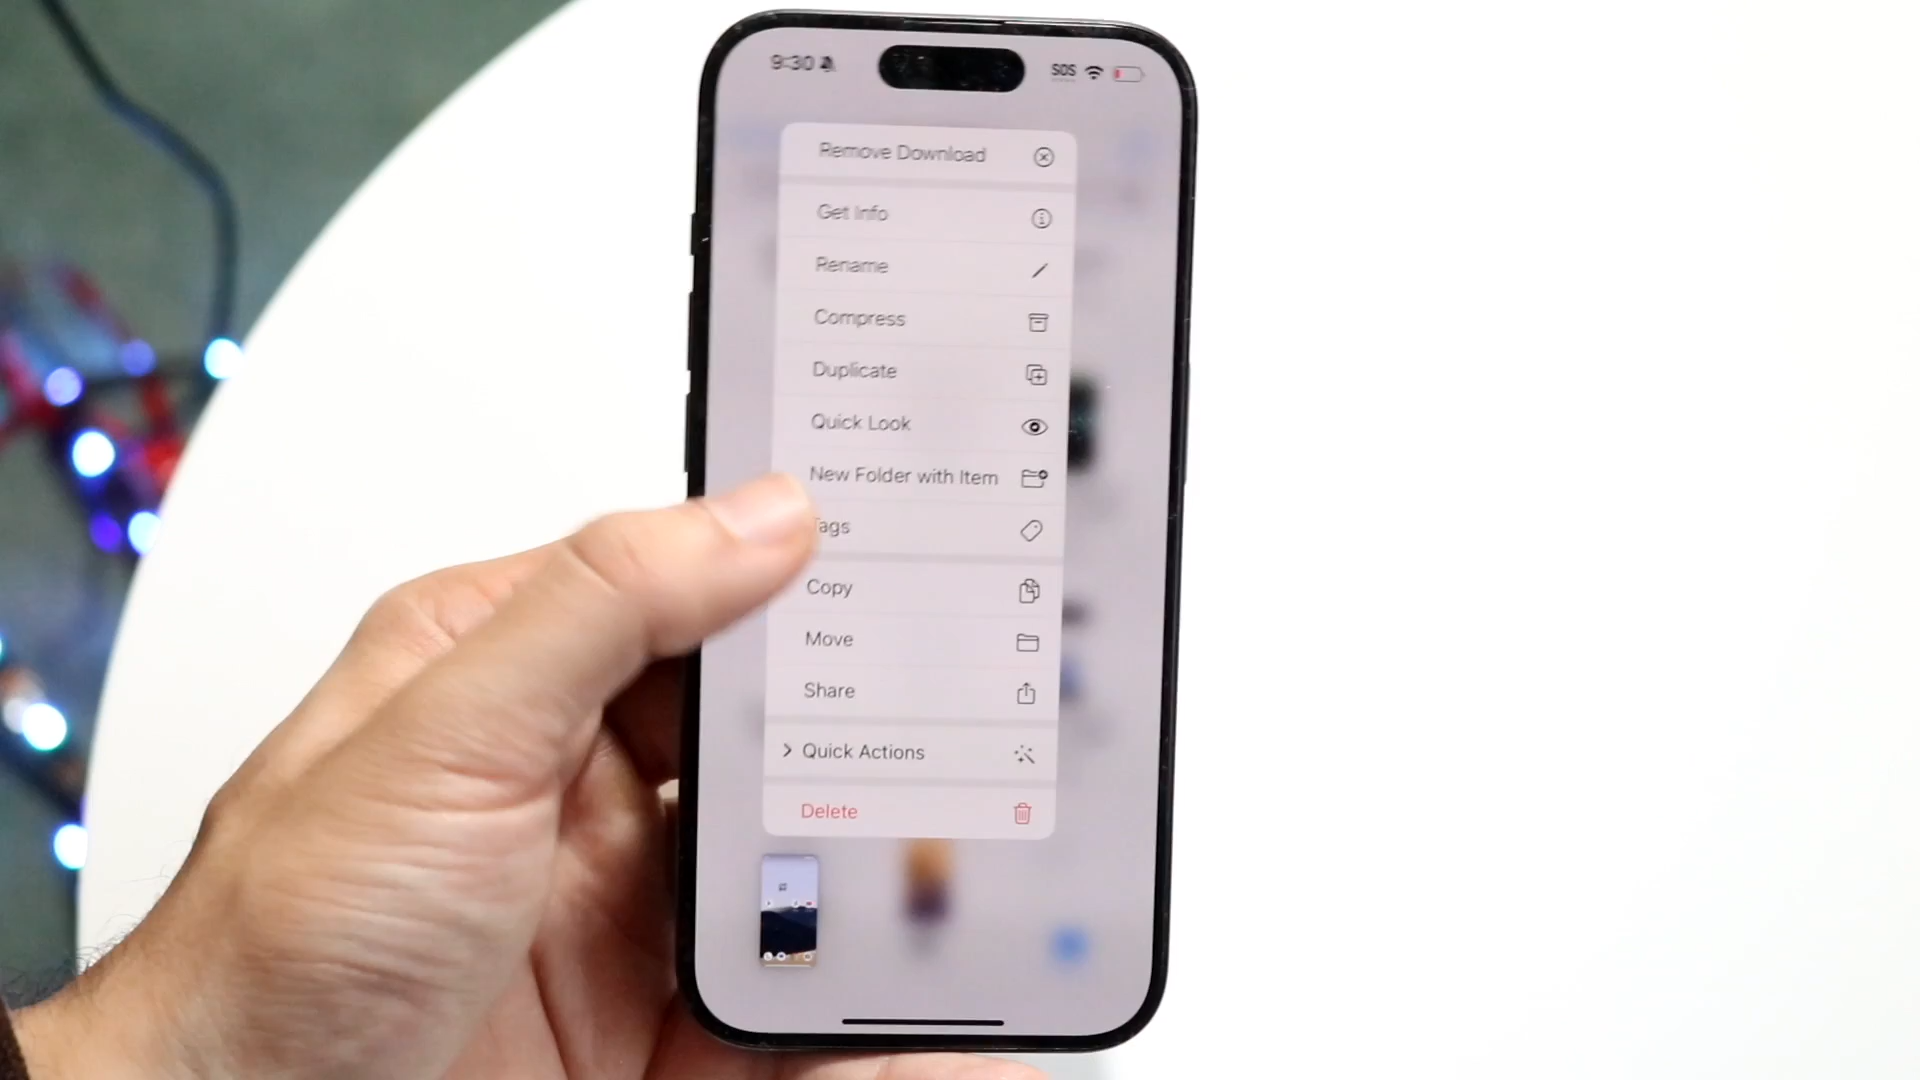 9:30
SOS
Remove Download
Get Info
Rename
Compress
Duplicate
Quick Look
New Folder with Item
Tags
Copy
Move
Share
Quick Actions
Delete